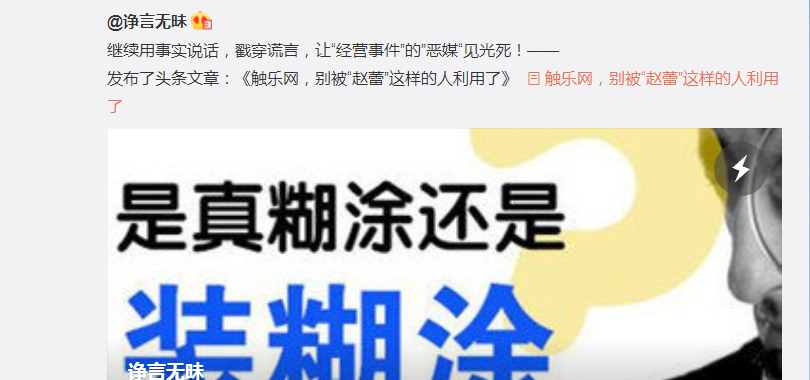 @诤言无昧
继续用事实说话，戳穿谎言，让“经营事件”的”恶媒“见光死！——
发布了头条文章：《触乐网，别被“赵蕾”这样的人利用了》 触乐网，别被“赵蕾”这样的人利用
了
是真糊涂还是
装糊涂
诤言无昧